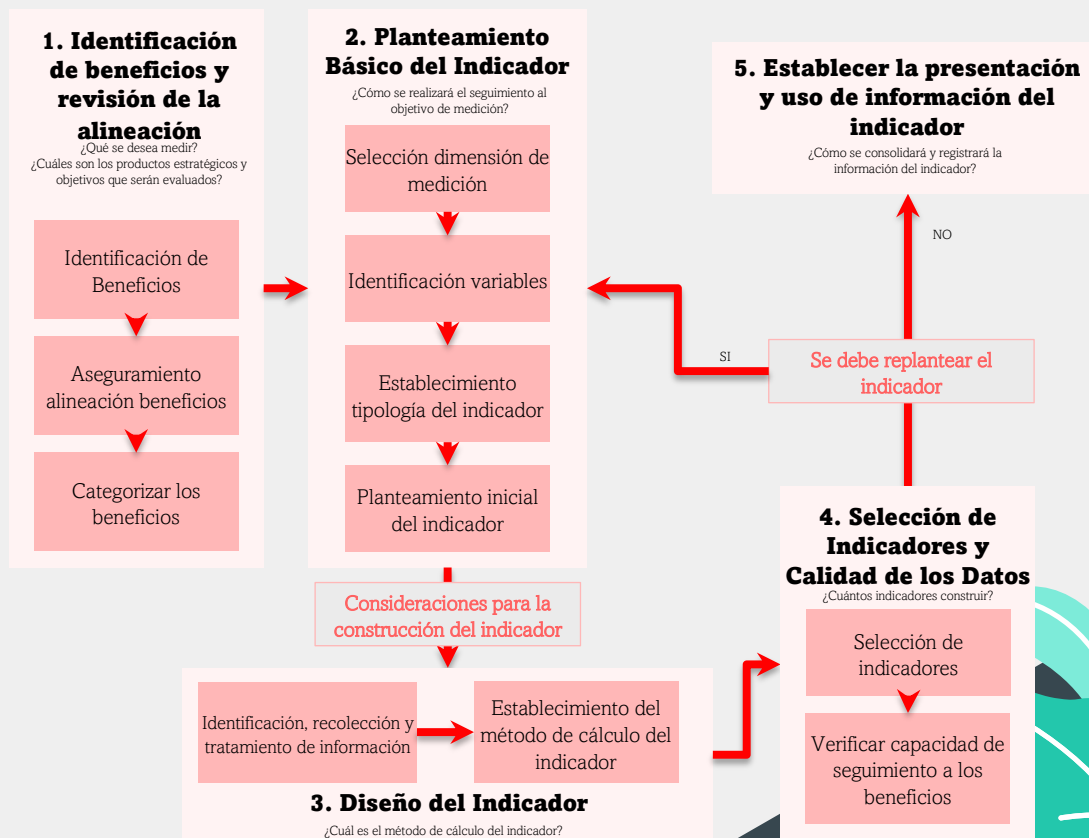 1. Identificación
de beneficios y
revisión de la
alineación
¿Qué se desea medir?
¿Cuáles son los productos estratégicos y
objetivos que serán evaluados?
Identificación de
Beneficios
Aseguramiento
alineación beneficios
Categorizar los
beneficios
2. Planteamiento
Básico del Indicador
¿Cómo se realizará el seguimiento al
objetivo de medición?
Selección dimensión de
medición
Identificación variables
Establecimiento
tipología del indicador
Planteamiento inicial
del indicador
Consideraciones para la
construcción del indicador
Identificación, recolección y
tratamiento de información
Establecimiento del
método de cálculo del
indicador
3. Diseño del Indicador
¿Cuál es el método de cálculo del indicador?
4. Selección de
Indicadores y
Calidad de los Datos
¿Cuántos indicadores construir?
Selección de
indicadores
Verificar capacidad de
seguimiento a los
beneficios
Se debe replantear el
indicador
SI
NO
5. Establecer la presentación
y uso de información del
indicador
¿Cómo se consolidará y registrará la
información del indicador?